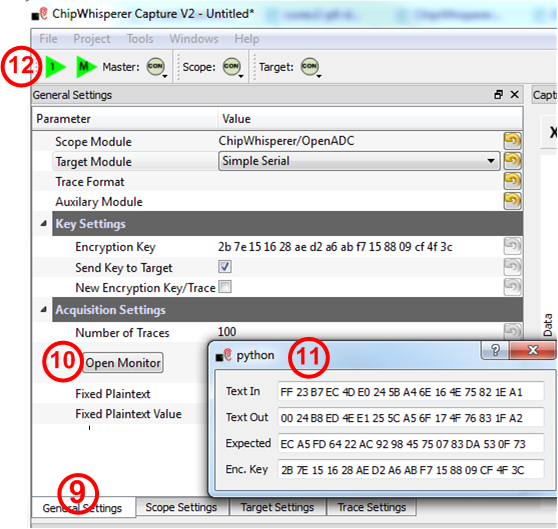 ChipWhisperer Capture V2 - Untitled*
File Project Tools Windows Help
12 1 M Master: CON Scope: CON Target: CON
General Settings
Capt
Parameter Value
X
Scope Module ChipWhisperer/OpenADC
Target Module Simple Serial
Trace Format
Auxilary Module
Key Settings
Encryption Key 2b 7e 15 16 28 ae d2 a6 ab f7 15 88 09 cf 4f 3c
Send Key to Target
New Encryption Key/Trace
Acquisition Settings
Number of Traces 100
Data
10 Open Monitor
python 11 ?
Fixed Plaintext
Fixed Plaintext Value
Text In FF 23 B7 EC 4D E0 24 5B A4 6E 16 4E 75 82 1E A1
Text Out 00 24 B8 ED 4E E1 25 5C A5 6F 17 4F 76 83 1F A2
Expected EC A5 FD 64 22 AC 92 98 45 75 07 83 DA 53 0F 73
Enc. Key 2B 7E 15 16 28 AE D2 A6 AB F7 15 88 09 CF 4F 3C
9
General Settings Scope Settings Target Settings Trace Settings